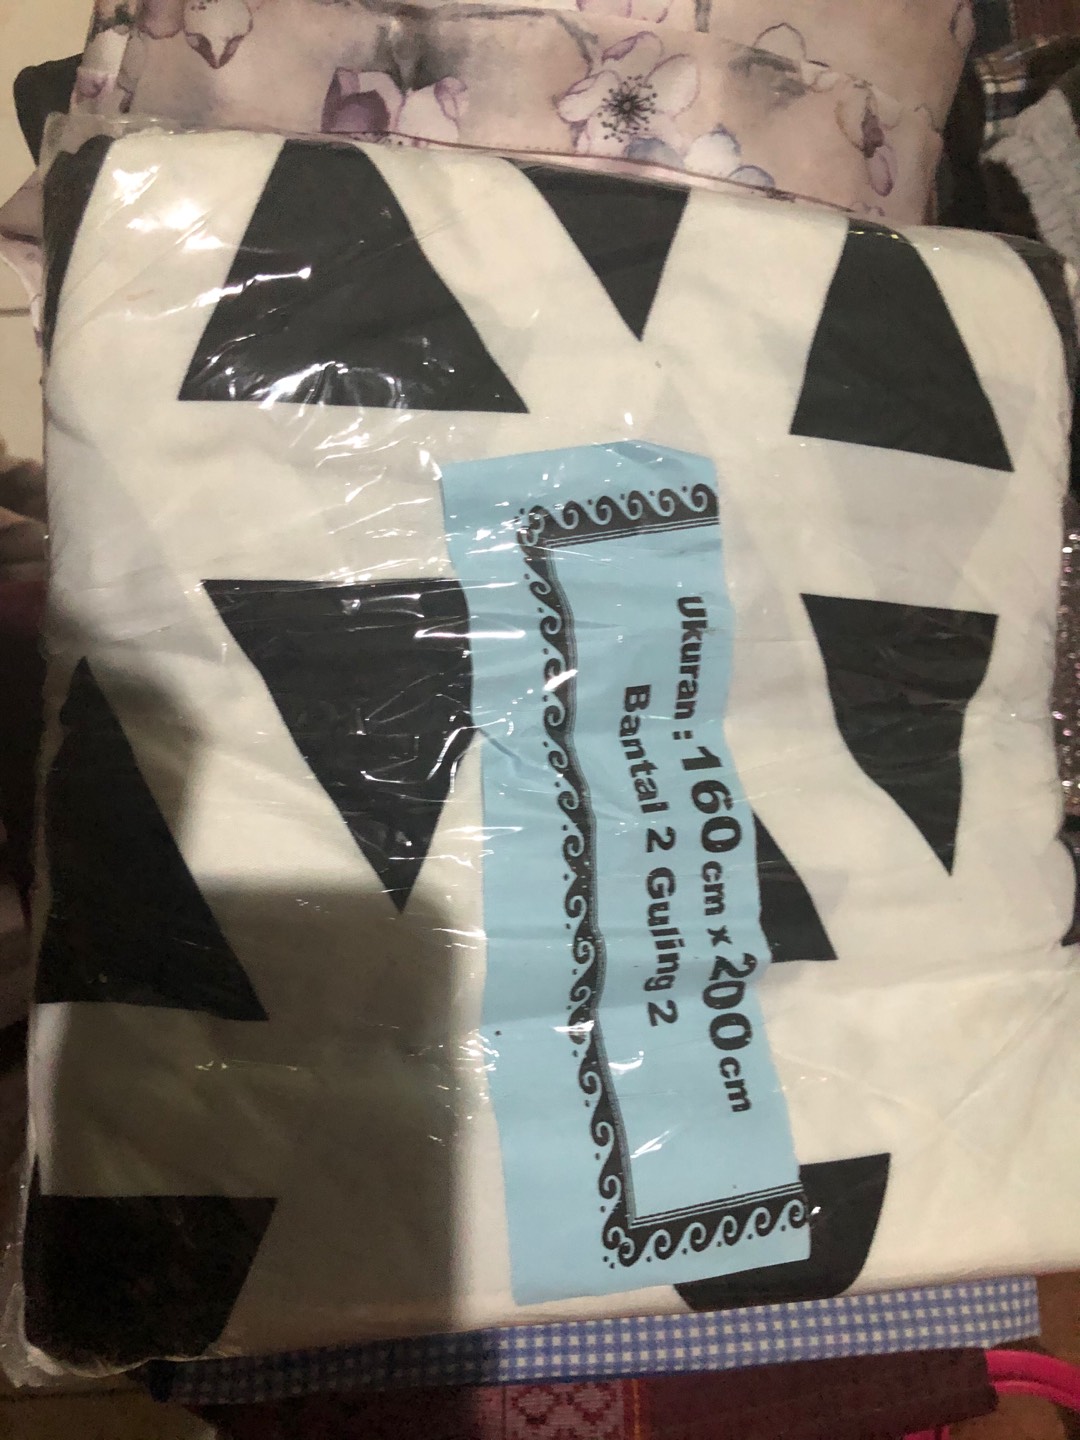 Ukuran : 160 cm x 200 cm
Bantal 2 Guling 2